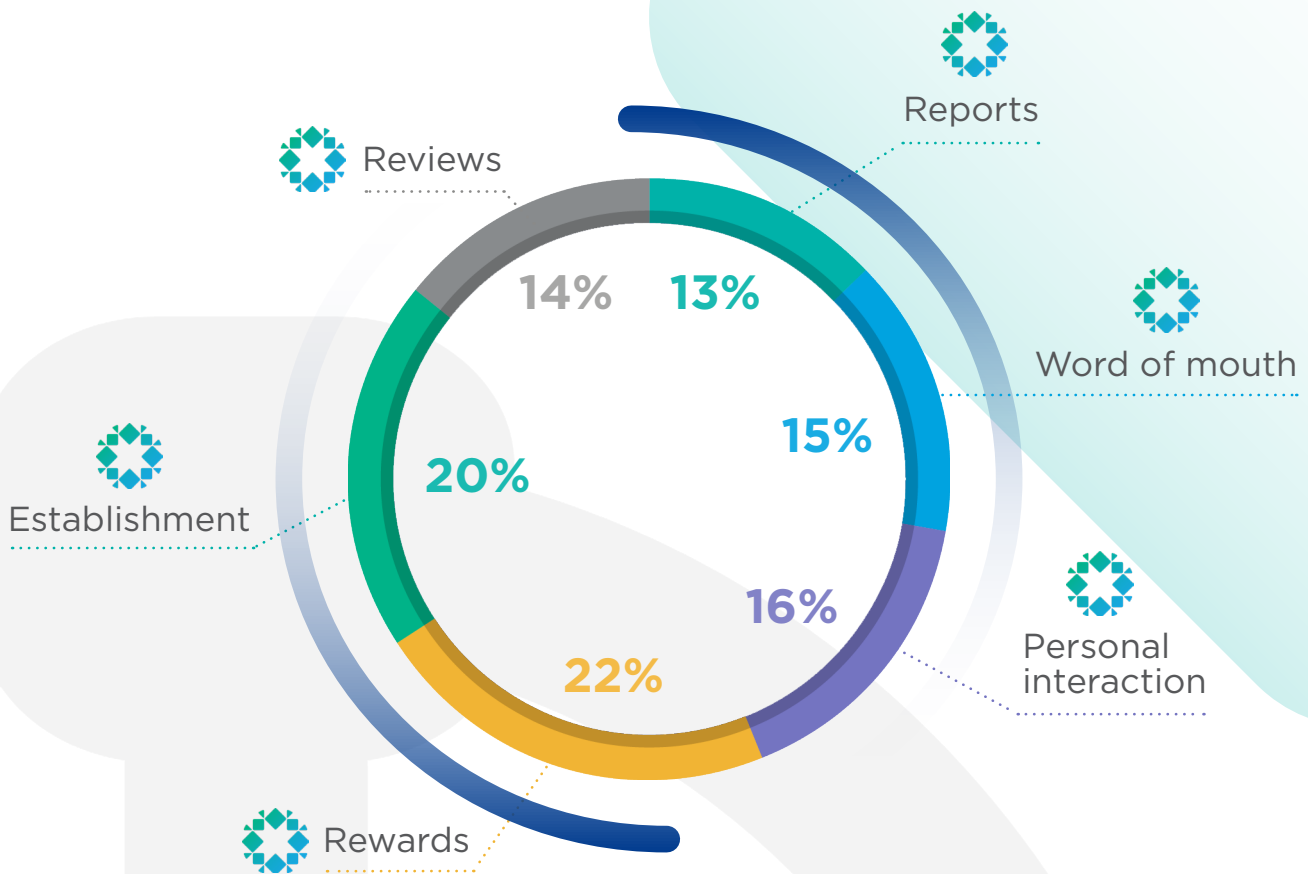 Reports
Reviews
14%
13%
Word of mouth
15%
20%
Establishment
16%
Personal
interaction
22%
Rewards